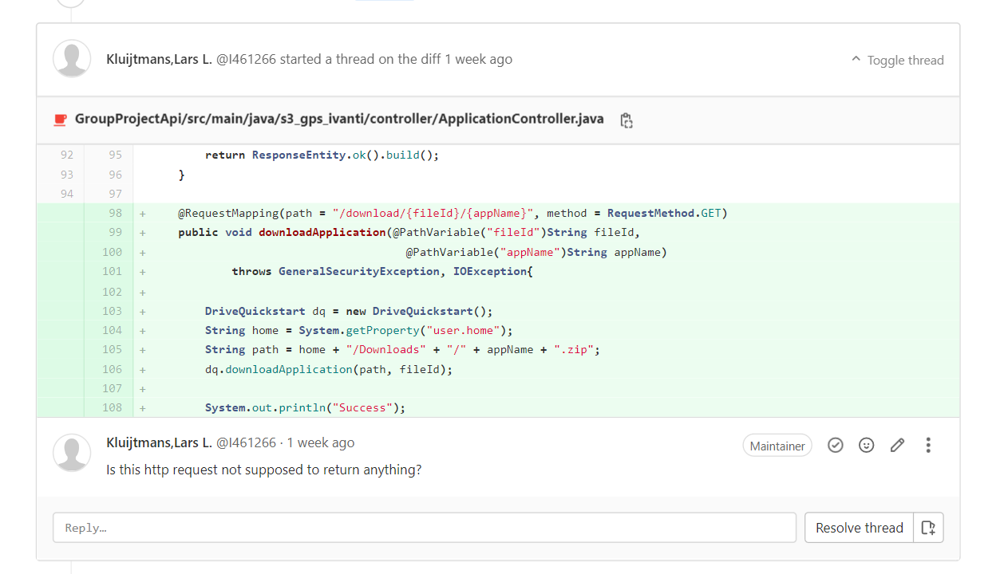 Kluijtmans,Lars L. @I461266 started a thread on the diff 1 week ago
Toggle thread
GroupProjectApi/src/main/java/s3_gps_ivanti/controller/ApplicationController.java
92 95 return ResponseEntity.ok().build();
93 96 }
94 97
98 + @RequestMapping(path = "/download/{fileId}/{appName}", method = RequestMethod.GET)
99 + public void downloadApplication(@PathVariable("fileId")String fileId,
100 + @PathVariable("appName")String appName)
101 + throws GeneralSecurityException, IOException{
102 +
103 + DriveQuickstart dq = new DriveQuickstart();
104 + String home = System.getProperty("user.home");
105 + String path = home + "/Downloads" + "/" + appName + ".zip";
106 + dq.downloadApplication(path, fileId);
107 +
108 + System.out.println("Success");
Kluijtmans,Lars L. @I461266 · 1 week ago
Maintainer
Is this http request not supposed to return anything?
Reply…
Resolve thread